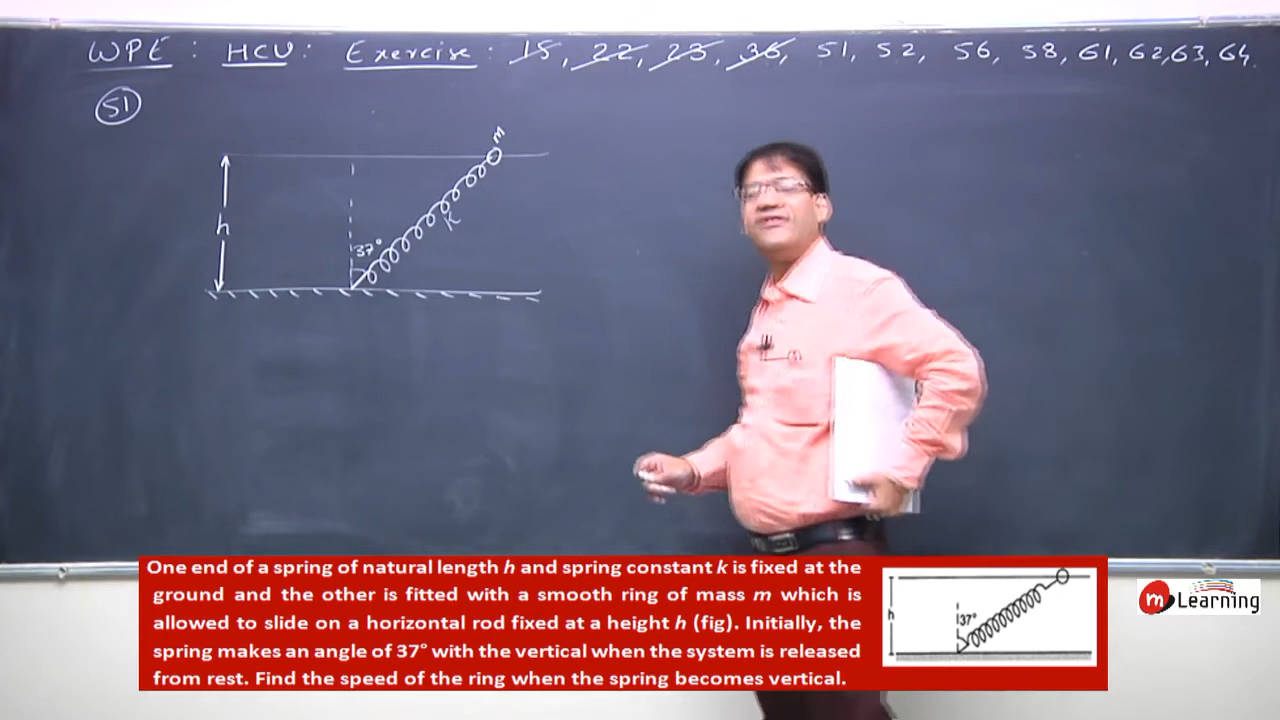 WPE : HCV : Exercise : 15, 22, 23, 36, 51, 52, 56, 58, 61, 62, 63, 64.
51
m
h
37°
K
One end of a spring of natural length h and spring constant k is fixed at the
ground and the other is fitted with a smooth ring of mass m which is
allowed to slide on a horizontal rod fixed at a height h (fig). Initially, the
spring makes an angle of 37° with the vertical when the system is released
from rest. Find the speed of the ring when the spring becomes vertical.
h
37°
m Learning